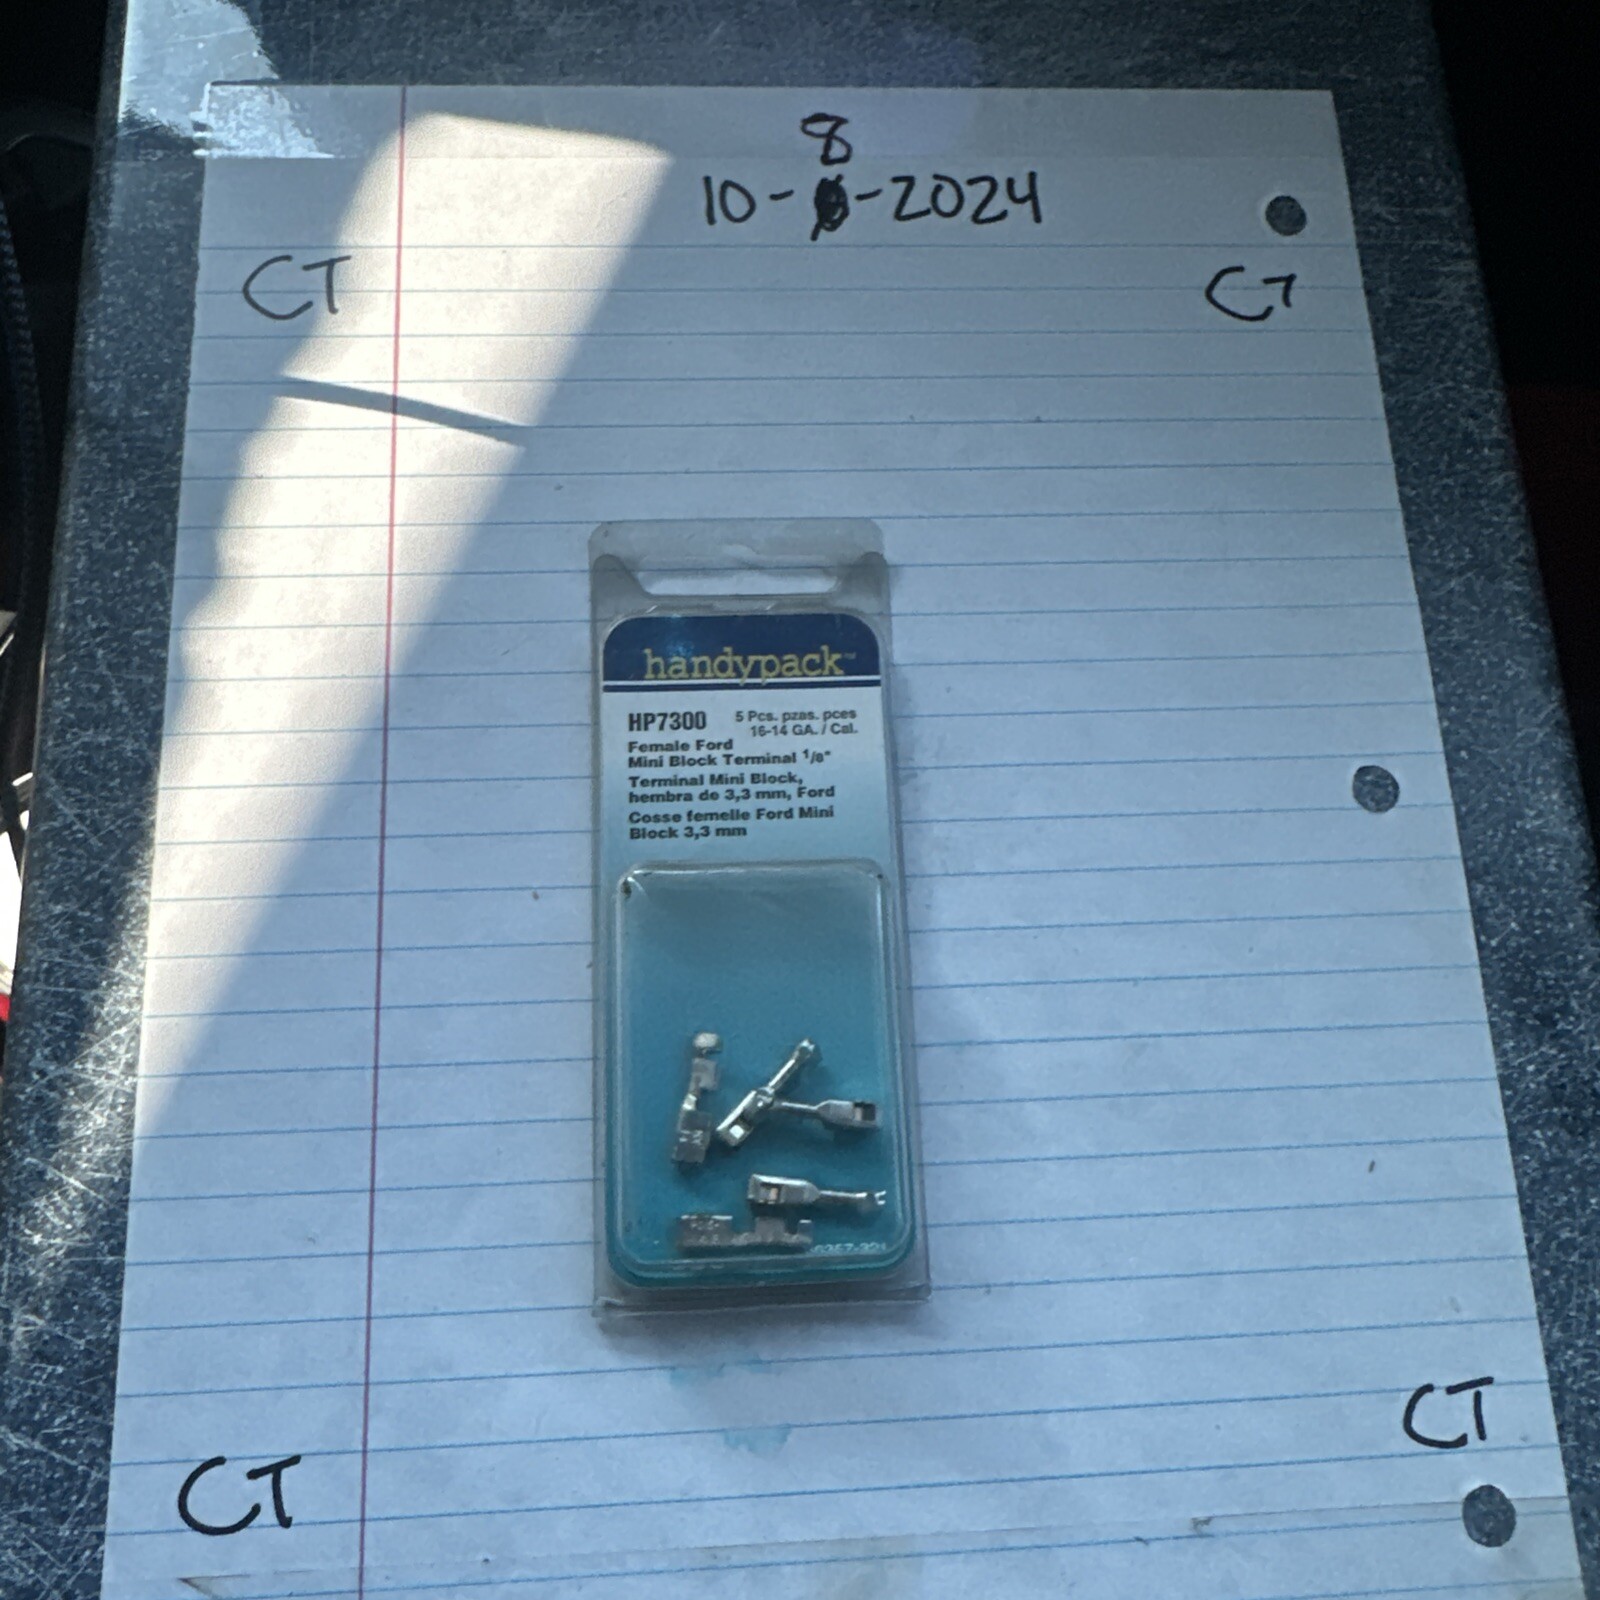 8
10-
-2024
CT
CT
handypack™
HP7300
5 Pcs. pzas. pces
16-14 GA. / Cal.
Female Ford
Mini Block Terminal 1/8"
Terminal Mini Block,
hembra de 3,3 mm, Ford
Cosse femelle Ford Mini
Block 3,3 mm
CT
CT